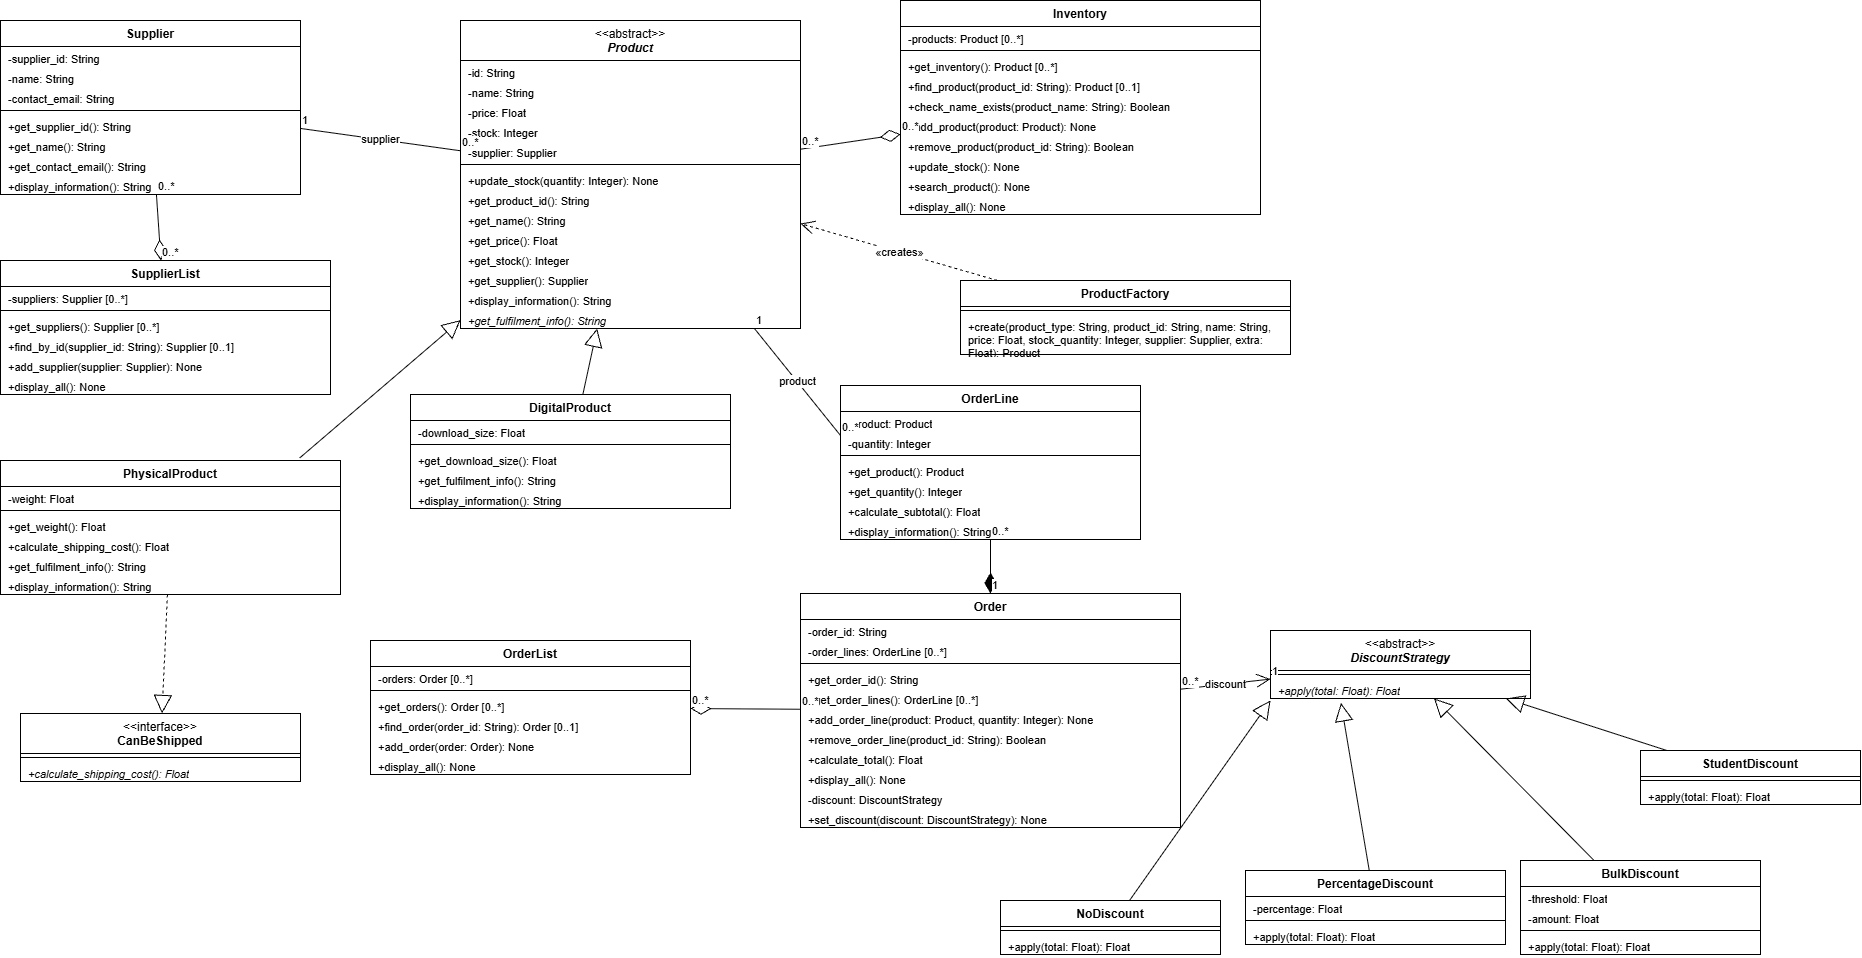 Supplier
-supplier_id: String
-name: String
-contact_email: String
+get_supplier_id(): String
+get_name(): String
+get_contact_email(): String
+display_information(): String
0..*
1
supplier
0..*
<<abstract>>
Product
-id: String
-name: String
-price: Float
-stock: Integer
-supplier: Supplier
+update_stock(quantity: Integer): None
+get_product_id(): String
+get_name(): String
+get_price(): Float
+get_stock(): Integer
+get_supplier(): Supplier
+display_information(): String
+get_fulfilment_info(): String
0..*
0..*
Inventory
-products: Product [0..*]
+get_inventory(): Product [0..*]
+find_product(product_id: String): Product [0..1]
+check_name_exists(product_name: String): Boolean
dd_product(product: Product): None
+remove_product(product_id: String): Boolean
+update_stock(): None
+search_product(): None
+display_all(): None
0..*
SupplierList
-suppliers: Supplier [0..*]
+get_suppliers(): Supplier [0..*]
+find_by_id(supplier_id: String): Supplier [0..1]
+add_supplier(supplier: Supplier): None
+display_all(): None
«creates»
ProductFactory
+create(product_type: String, product_id: String, name: String,
price: Float, stock_quantity: Integer, supplier: Supplier, extra:
Float): Product
1
product
0..*
DigitalProduct
-download_size: Float
+get_download_size(): Float
+get_fulfilment_info(): String
+display_information(): String
OrderLine
roduct: Product
-quantity: Integer
+get_product(): Product
+get_quantity(): Integer
+calculate_subtotal(): Float
+display_information(): String
0..*
1
PhysicalProduct
-weight: Float
+get_weight(): Float
+calculate_shipping_cost(): Float
+get_fulfilment_info(): String
+display_information(): String
<<interface>>
CanBeShipped
+calculate_shipping_cost(): Float
OrderList
-orders: Order [0..*]
+get_orders(): Order [0..*]
+find_order(order_id: String): Order [0..1]
+add_order(order: Order): None
+display_all(): None
0..*
0..*
Order
-order_id: String
-order_lines: OrderLine [0..*]
+get_order_id(): String
et_order_lines(): OrderLine [0..*]
+add_order_line(product: Product, quantity: Integer): None
+remove_order_line(product_id: String): Boolean
+calculate_total(): Float
+display_all(): None
-discount: DiscountStrategy
+set_discount(discount: DiscountStrategy): None
0..*
discount
1
<<abstract>>
DiscountStrategy
+apply(total: Float): Float
StudentDiscount
+apply(total: Float): Float
NoDiscount
+apply(total: Float): Float
PercentageDiscount
-percentage: Float
+apply(total: Float): Float
BulkDiscount
-threshold: Float
-amount: Float
+apply(total: Float): Float